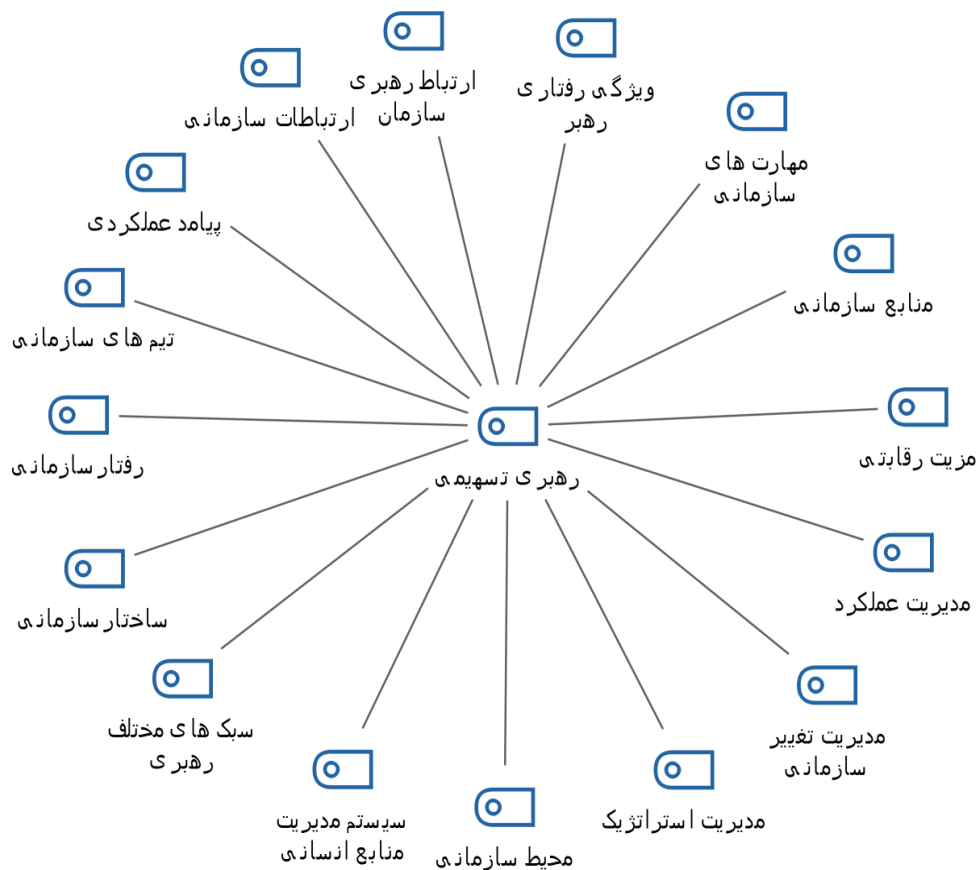 ارتباط رهبری
سازمان
ویژگی رفتاری
رهبر
ارتباطات سازمانی
مهارت های
سازمانی
پیامد عملکردی
منابع سازمانی
تیم های سازمانی
مزیت رقابتی
رفتار سازمانی
رهبری تسهیمی
مدیریت عملکرد
ساختار سازمانی
مدیریت تغییر
سازمانی
سبک های مختلف
رهبری
مدیریت استراتژیک
سیستم مدیریت
منابع انسانی
محیط سازمانی